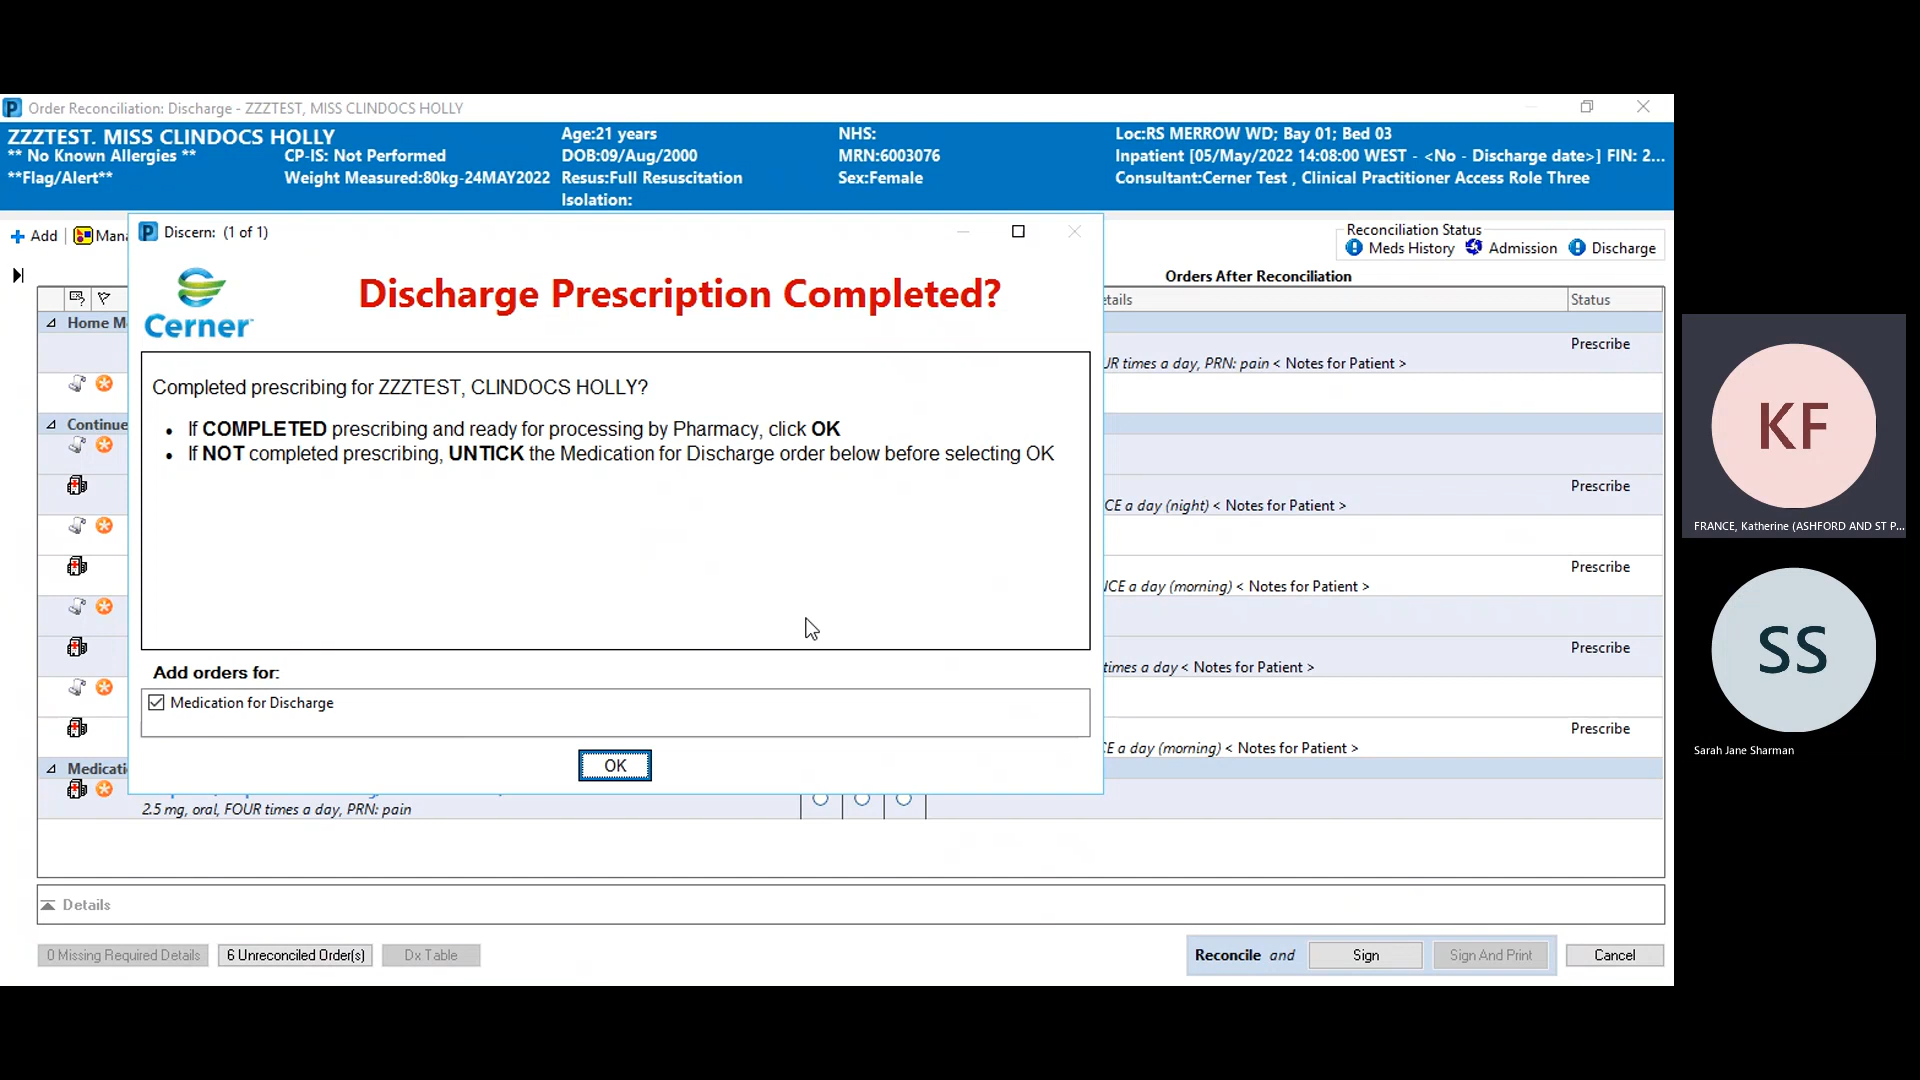 Order Reconciliation: Discharge - ZZZTEST, MISS CLINDOCS HOLLY
ZZZTEST. MISS CLINDOCS HOLLY
Age:21 years
NHS:
Loc:RS MERROW WD; Bay 01; Bed 03
** No Known Allergies **
CP-IS: Not Performed
DOB:09/Aug/2000
MRN:6003076
Inpatient [05/May/2022 14:08:00 WEST - <No - Discharge date>] FIN: 2...
**Flag/Alert**
Weight Measured:80kg-24MAY2022
Resus:Full Resuscitation
Sex:Female
Consultant:Cerner Test , Clinical Practitioner Access Role Three
Isolation:
Add
Mana
Discern: (1 of 1)
Reconciliation Status
Meds History
Admission
Discharge
Orders After Reconciliation
Cerner
Discharge Prescription Completed?
etails
Status
Home M
Prescribe
UR times a day, PRN: pain < Notes for Patient >
Completed prescribing for ZZZTEST, CLINDOCS HOLLY?
• If COMPLETED prescribing and ready for processing by Pharmacy, click OK
• If NOT completed prescribing, UNTICK the Medication for Discharge order below before selecting OK
Continue
Prescribe
CE a day (night) < Notes for Patient >
Prescribe
NCE a day (morning) < Notes for Patient >
Prescribe
times a day < Notes for Patient >
Add orders for:
Medication for Discharge
Prescribe
CE a day (morning) < Notes for Patient >
OK
Medicati
2.5 mg, oral, FOUR times a day, PRN: pain
Details
0 Missing Required Details
6 Unreconciled Order(s)
Dx Table
Reconcile and
Sign
Sign And Print
Cancel
KF
FRANCE, Katherine (ASHFORD AND ST P...
SS
Sarah Jane Sharman